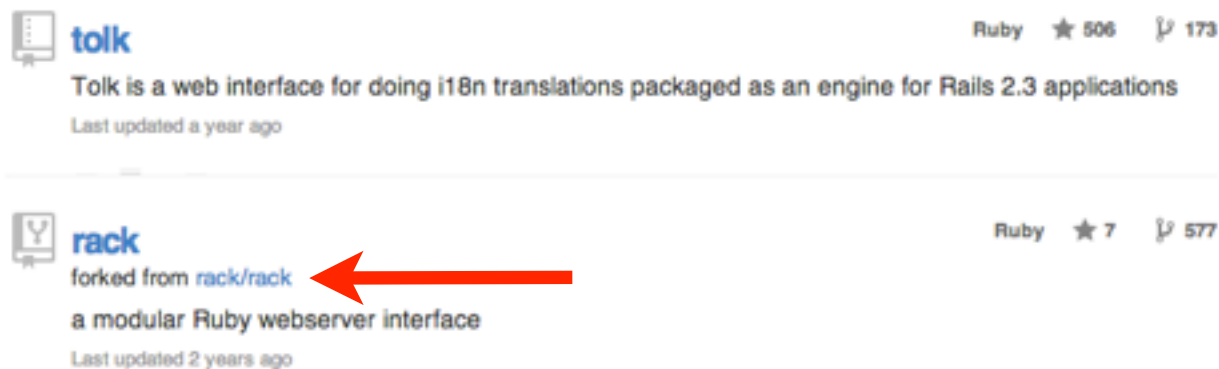 tolk Ruby 506 173
Tolk is a web interface for doing i18n translations packaged as an engine for Rails 2.3 applications
Last updated a year ago
rack Ruby 7 577
forked from rack/rack
a modular Ruby webserver interface
Last updated 2 years ago